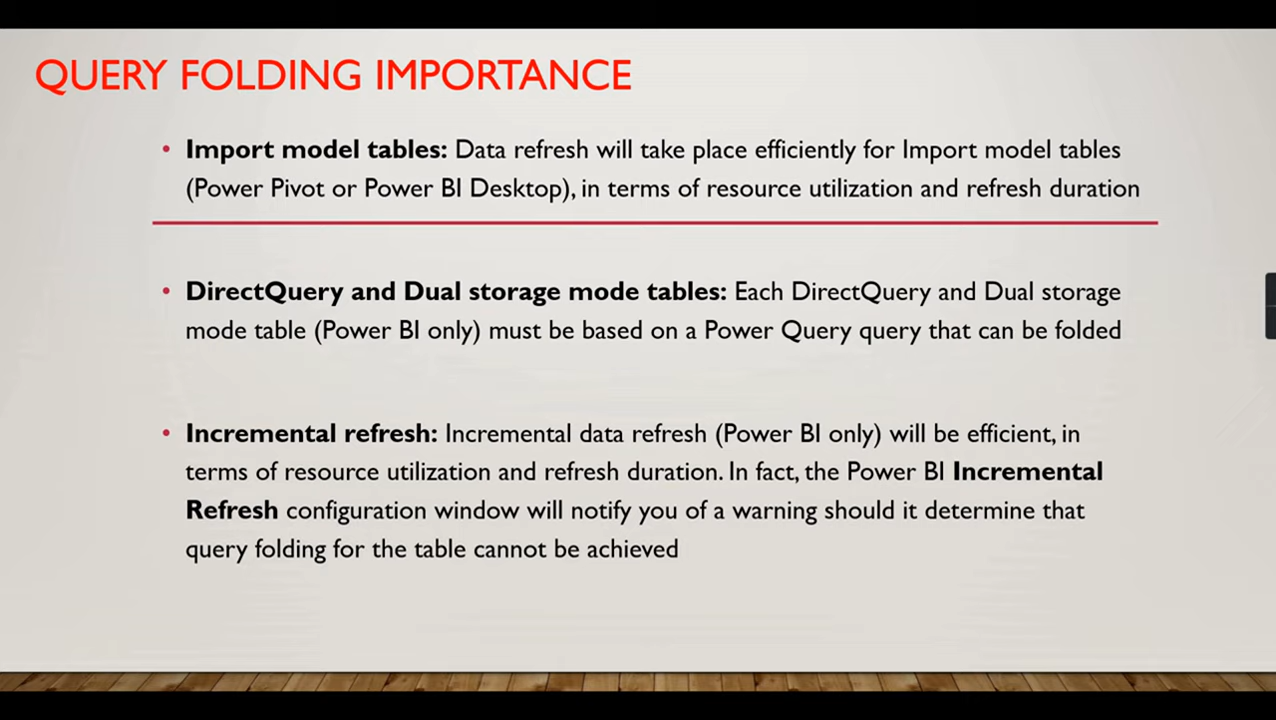 QUERY FOLDING IMPORTANCE
• Import model tables: Data refresh will take place efficiently for Import model tables
(Power Pivot or Power BI Desktop), in terms of resource utilization and refresh duration
• DirectQuery and Dual storage mode tables: Each DirectQuery and Dual storage
mode table (Power BI only) must be based on a Power Query query that can be folded
• Incremental refresh: Incremental data refresh (Power BI only) will be efficient, in
terms of resource utilization and refresh duration. In fact, the Power BI Incremental
Refresh configuration window will notify you of a warning should it determine that
query folding for the table cannot be achieved